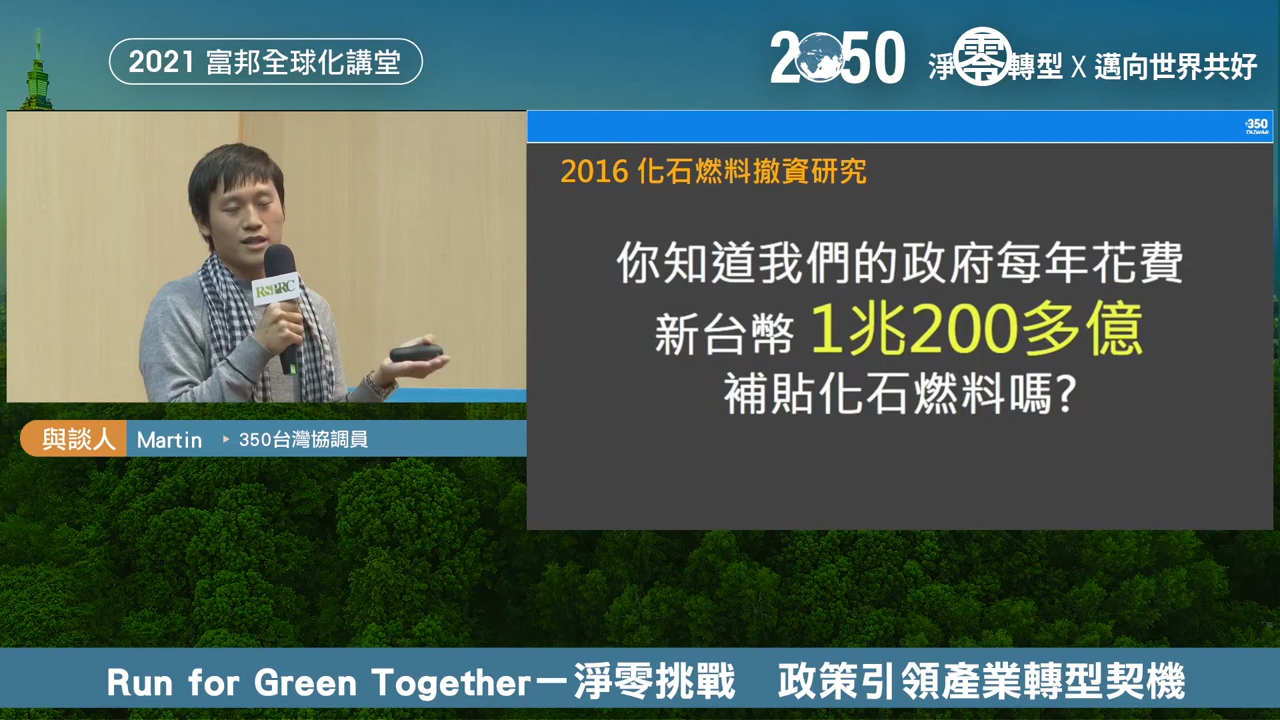 2021 富邦全球化講堂
2050 淨零轉型 X 邁向世界共好
350
TAIWAN
2016 化石燃料撤資研究
你知道我們的政府每年花費
新台幣 1兆200多億
補貼化石燃料嗎?
RSPRC
與談人 Martin ▸ 350台灣協調員
Run for Green Together－淨零挑戰 政策引領產業轉型契機